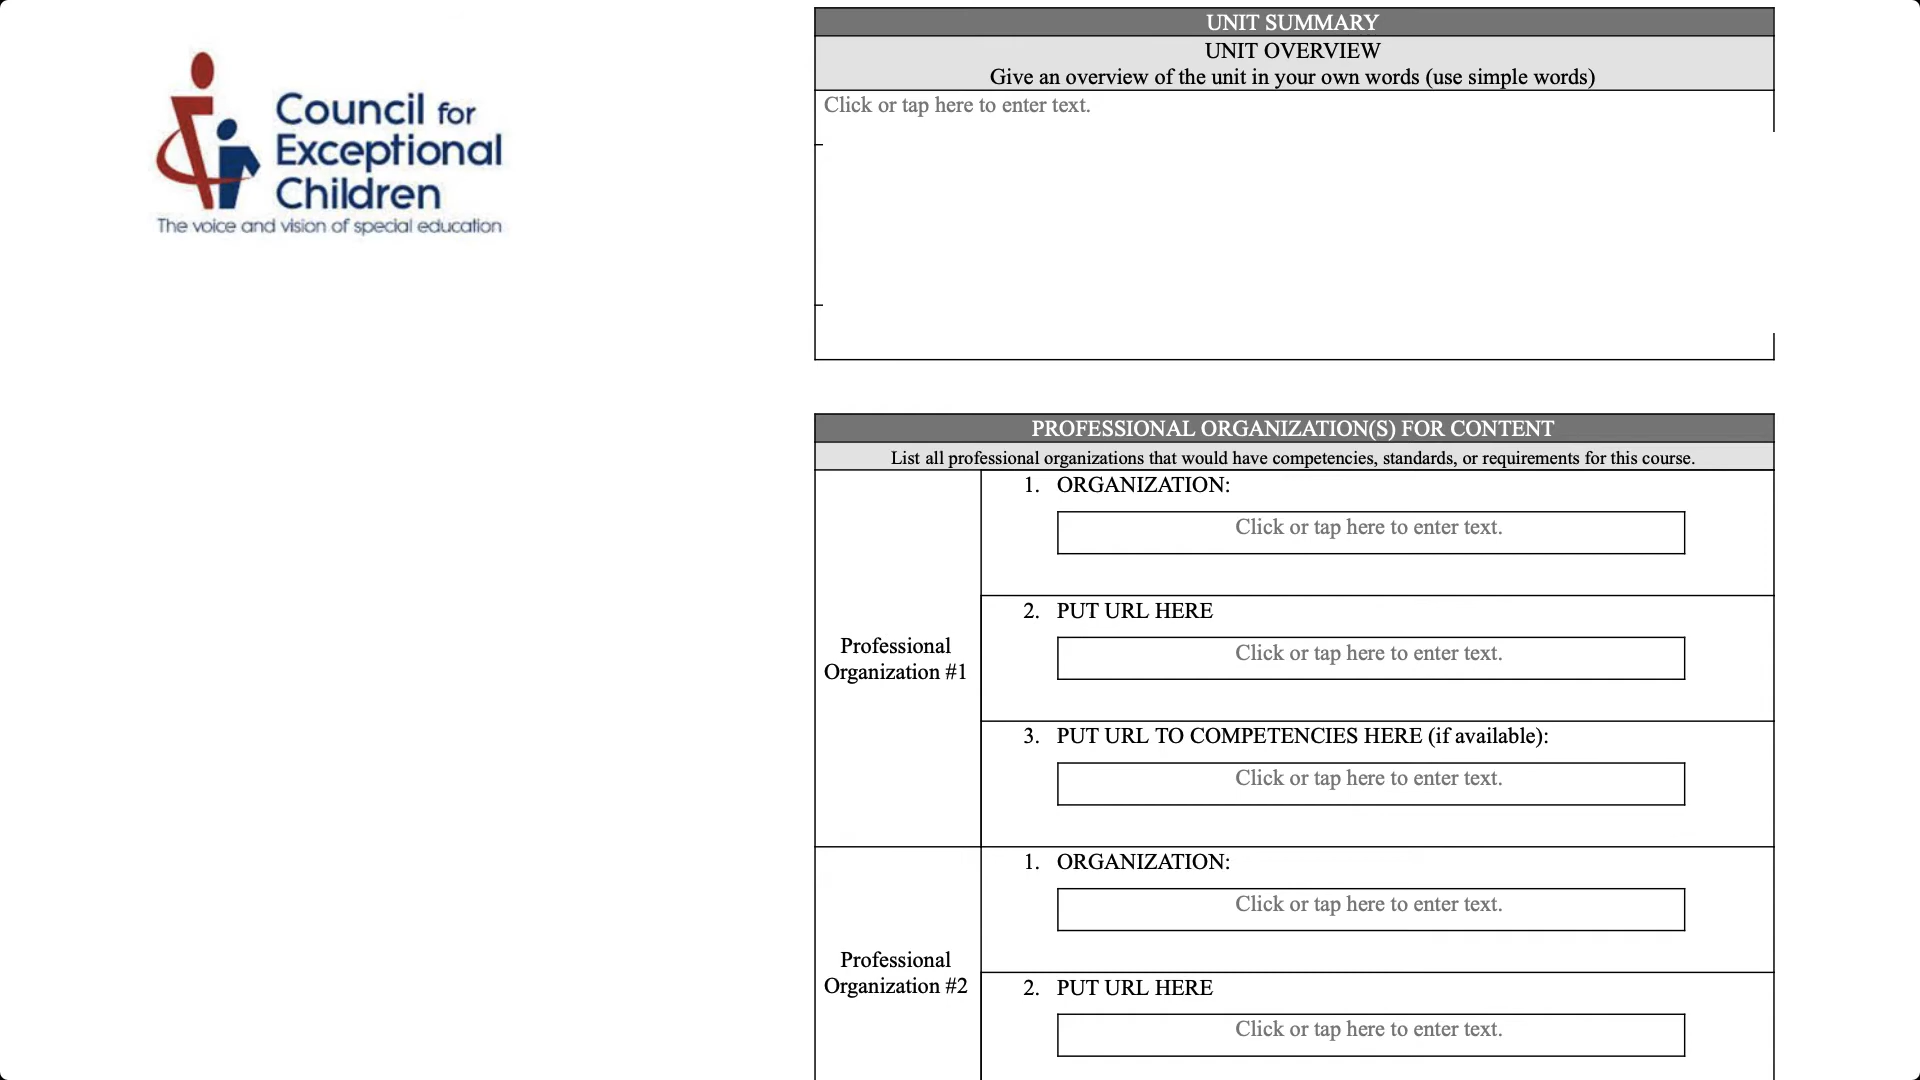 Council for
Exceptional
Children
The voice and vision of special education
UNIT SUMMARY
UNIT OVERVIEW
Give an overview of the unit in your own words (use simple words)
Click or tap here to enter text.
PROFESSIONAL ORGANIZATION(S) FOR CONTENT
List all professional organizations that would have competencies, standards, or requirements for this course.
Professional
Organization #1
1. ORGANIZATION:
Click or tap here to enter text.
2. PUT URL HERE
Click or tap here to enter text.
3. PUT URL TO COMPETENCIES HERE (if available):
Click or tap here to enter text.
Professional
Organization #2
1. ORGANIZATION:
Click or tap here to enter text.
2. PUT URL HERE
Click or tap here to enter text.